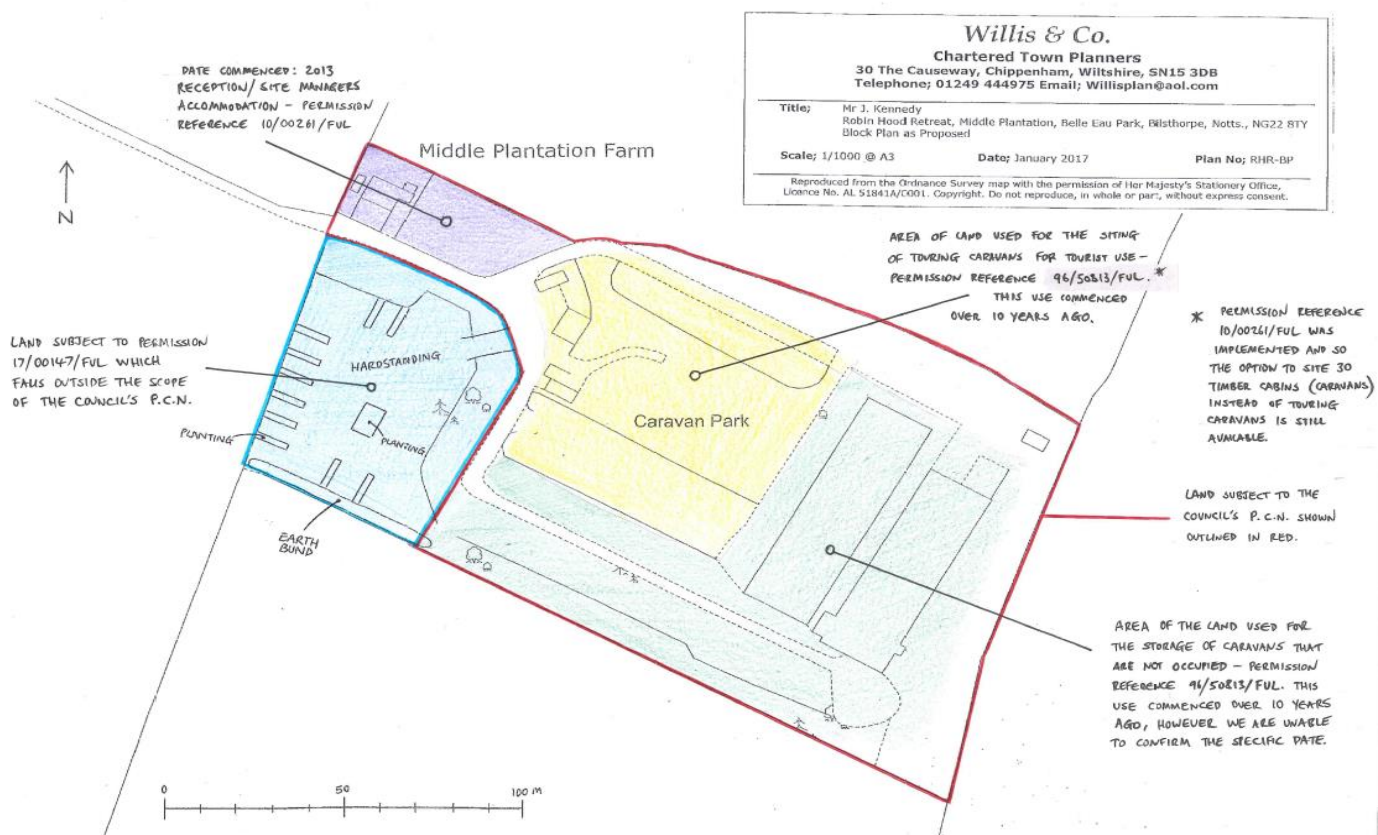 Willis & Co.
Chartered Town Planners
30 The Causeway, Chippenham, Wiltshire, SN15 3DB
Telephone; 01249 444975 Email; Willisplan@aol.com
Title; Mr J. Kennedy
Robin Hood Retreat, Middle Plantation, Belle Eau Park, Bilsthorpe, Notts., NG22 8TY
Block Plan as Proposed
Scale; 1/1000 @ A3 Date; January 2017 Plan No; RHR-BP
Reproduced from the Ordnance Survey map with the permission of Her Majesty's Stationery Office,
Licence No. AL 51841A/0001. Copyright. Do not reproduce, in whole or part, without express consent.
DATE COMMENCED: 2013
RECEPTION/ SITE MANAGERS
ACCOMMODATION - PERMISSION
REFERENCE 10/00261/FUL
Middle Plantation Farm
N
AREA OF LAND USED FOR THE SITING
OF TOURING CARAVANS FOR TOURIST USE -
PERMISSION REFERENCE 96/50813/FUL. *
THIS USE COMMENCED
OVER 10 YEARS AGO.
* PERMISSION REFERENCE
10/00261/FUL WAS
IMPLEMENTED AND SO
THE OPTION TO SITE 30
TIMBER CABINS (CARAVANS)
INSTEAD OF TOURING
CARAVANS IS STILL
AVAILABLE.
LAND SUBJECT TO PERMISSION
17/00147/FUL WHICH
FALLS OUTSIDE THE SCOPE
OF THE COUNCIL'S P.C.N.
HARDSTANDING
PLANTING
PLANTING
EARTH
BUND
Caravan Park
LAND SUBJECT TO THE
COUNCIL'S P.C.N. SHOWN
OUTLINED IN RED.
AREA OF THE LAND USED FOR
THE STORAGE OF CARAVANS THAT
ARE NOT OCCUPIED - PERMISSION
REFERENCE 96/50813/FUL. THIS
USE COMMENCED OVER 10 YEARS
AGO, HOWEVER WE ARE UNABLE
TO CONFIRM THE SPECIFIC DATE.
0 50 100 m